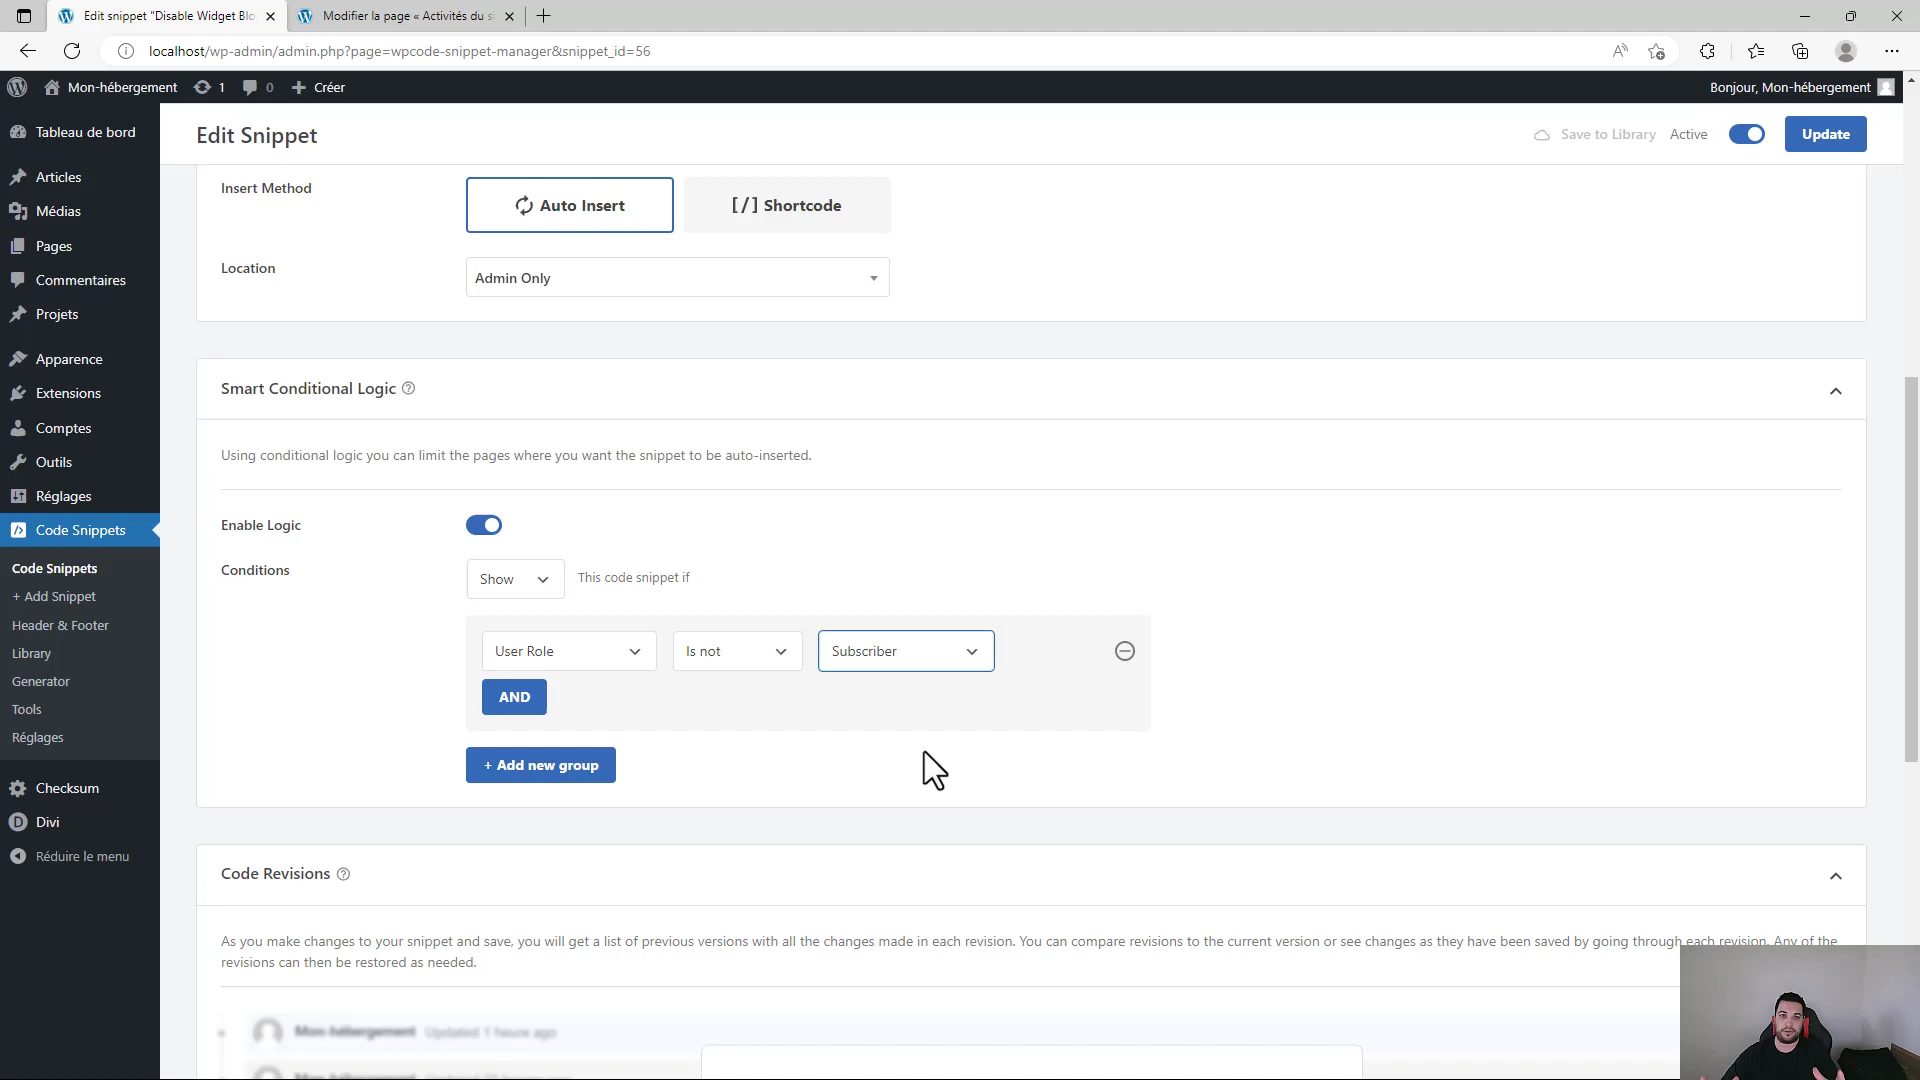 Edit snippet "Disable Widget Blo
Modifier la page « Activités du s
localhost/wp-admin/admin.php?page=wpcode-snippet-manager&snippet_id=56
Mon-hébergement
1
0
Créer
Bonjour, Mon-hébergement
Tableau de bord
Articles
Médias
Pages
Commentaires
Projets
Apparence
Extensions
Comptes
Outils
Réglages
Code Snippets
Code Snippets
+ Add Snippet
Header & Footer
Library
Generator
Tools
Réglages
Checksum
Divi
Réduire le menu
Edit Snippet
Save to Library
Active
Update
Insert Method
Auto Insert
[/] Shortcode
Location
Admin Only
Smart Conditional Logic
Using conditional logic you can limit the pages where you want the snippet to be auto-inserted.
Enable Logic
Conditions
Show
This code snippet if
User Role
Is not
Subscriber
AND
+ Add new group
Code Revisions
As you make changes to your snippet and save, you will get a list of previous versions with all the changes made in each revision. You can compare revisions to the current version or see changes as they have been saved by going through each revision. Any of the
revisions can then be restored as needed.
Mon-hébergement Updated 1 heure ago